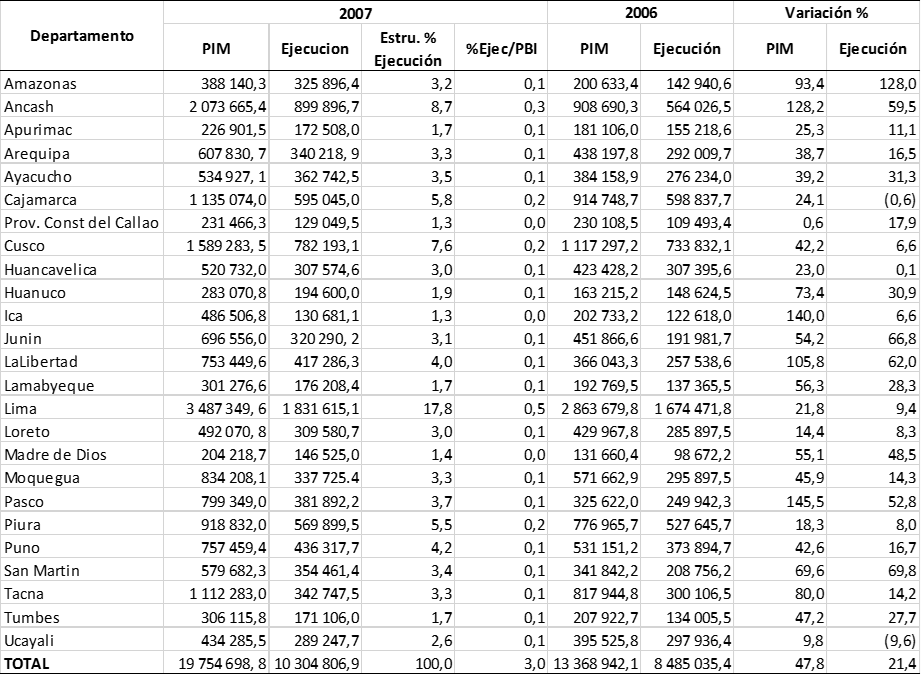 Departamento 2007 2006 Variación %
PIM Ejecucion Estru. % Ejecución %Ejec/PBI PIM Ejecución PIM Ejecución
Amazonas 388 140,3 325 896,4 3,2 0,1 200 633,4 142 940,6 93,4 128,0
Ancash 2 073 665,4 899 896,7 8,7 0,3 908 690,3 564 026,5 128,2 59,5
Apurimac 226 901,5 172 508,0 1,7 0,1 181 106,0 155 218,6 25,3 11,1
Arequipa 607 830, 7 340 218, 9 3,3 0,1 438 197,8 292 009,7 38,7 16,5
Ayacucho 534 927, 1 362 742,5 3,5 0,1 384 158,9 276 234,0 39,2 31,3
Cajamarca 1 135 074,0 595 045,0 5,8 0,2 914 748,7 598 837,7 24,1 (0,6)
Prov. Const del Callao 231 466,3 129 049,5 1,3 0,0 230 108,5 109 493,4 0,6 17,9
Cusco 1 589 283, 5 782 193,1 7,6 0,2 1 117 297,2 733 832,1 42,2 6,6
Huancavelica 520 732,0 307 574,6 3,0 0,1 423 428,2 307 395,6 23,0 0,1
Huanuco 283 070,8 194 600,0 1,9 0,1 163 215,2 148 624,5 73,4 30,9
Ica 486 506,8 130 681,1 1,3 0,0 202 733,2 122 618,0 140,0 6,6
Junin 696 556,0 320 290, 2 3,1 0,1 451 866,6 191 981,7 54,2 66,8
LaLibertad 753 449,6 417 286,3 4,0 0,1 366 043,3 257 538,6 105,8 62,0
Lamabyeque 301 276,6 176 208,4 1,7 0,1 192 769,5 137 365,5 56,3 28,3
Lima 3 487 349, 6 1 831 615,1 17,8 0,5 2 863 679,8 1 674 471,8 21,8 9,4
Loreto 492 070, 8 309 580,7 3,0 0,1 429 967,8 285 897,5 14,4 8,3
Madre de Dios 204 218,7 146 525,0 1,4 0,0 131 660,4 98 672,2 55,1 48,5
Moquegua 834 208,1 337 725.4 3,3 0,1 571 662,9 295 897,5 45,9 14,3
Pasco 799 349,0 381 892,2 3,7 0,1 325 622,0 249 942,3 145,5 52,8
Piura 918 832,0 569 899,5 5,5 0,2 776 965,7 527 645,7 18,3 8,0
Puno 757 459,4 436 317,7 4,2 0,1 531 151,2 373 894,7 42,6 16,7
San Martin 579 682,3 354 461,4 3,4 0,1 341 842,2 208 756,2 69,6 69,8
Tacna 1 112 283,0 342 747,5 3,3 0,1 817 944,8 300 106,5 80,0 14,2
Tumbes 306 115,8 171 106,0 1,7 0,1 207 922,7 134 005,5 47,2 27,7
Ucayali 434 285,5 289 247,7 2,6 0,1 395 525,8 297 936,4 9,8 (9,6)
TOTAL 19 754 698, 8 10 304 806,9 100,0 3,0 13 368 942,1 8 485 035,4 47,8 21,4